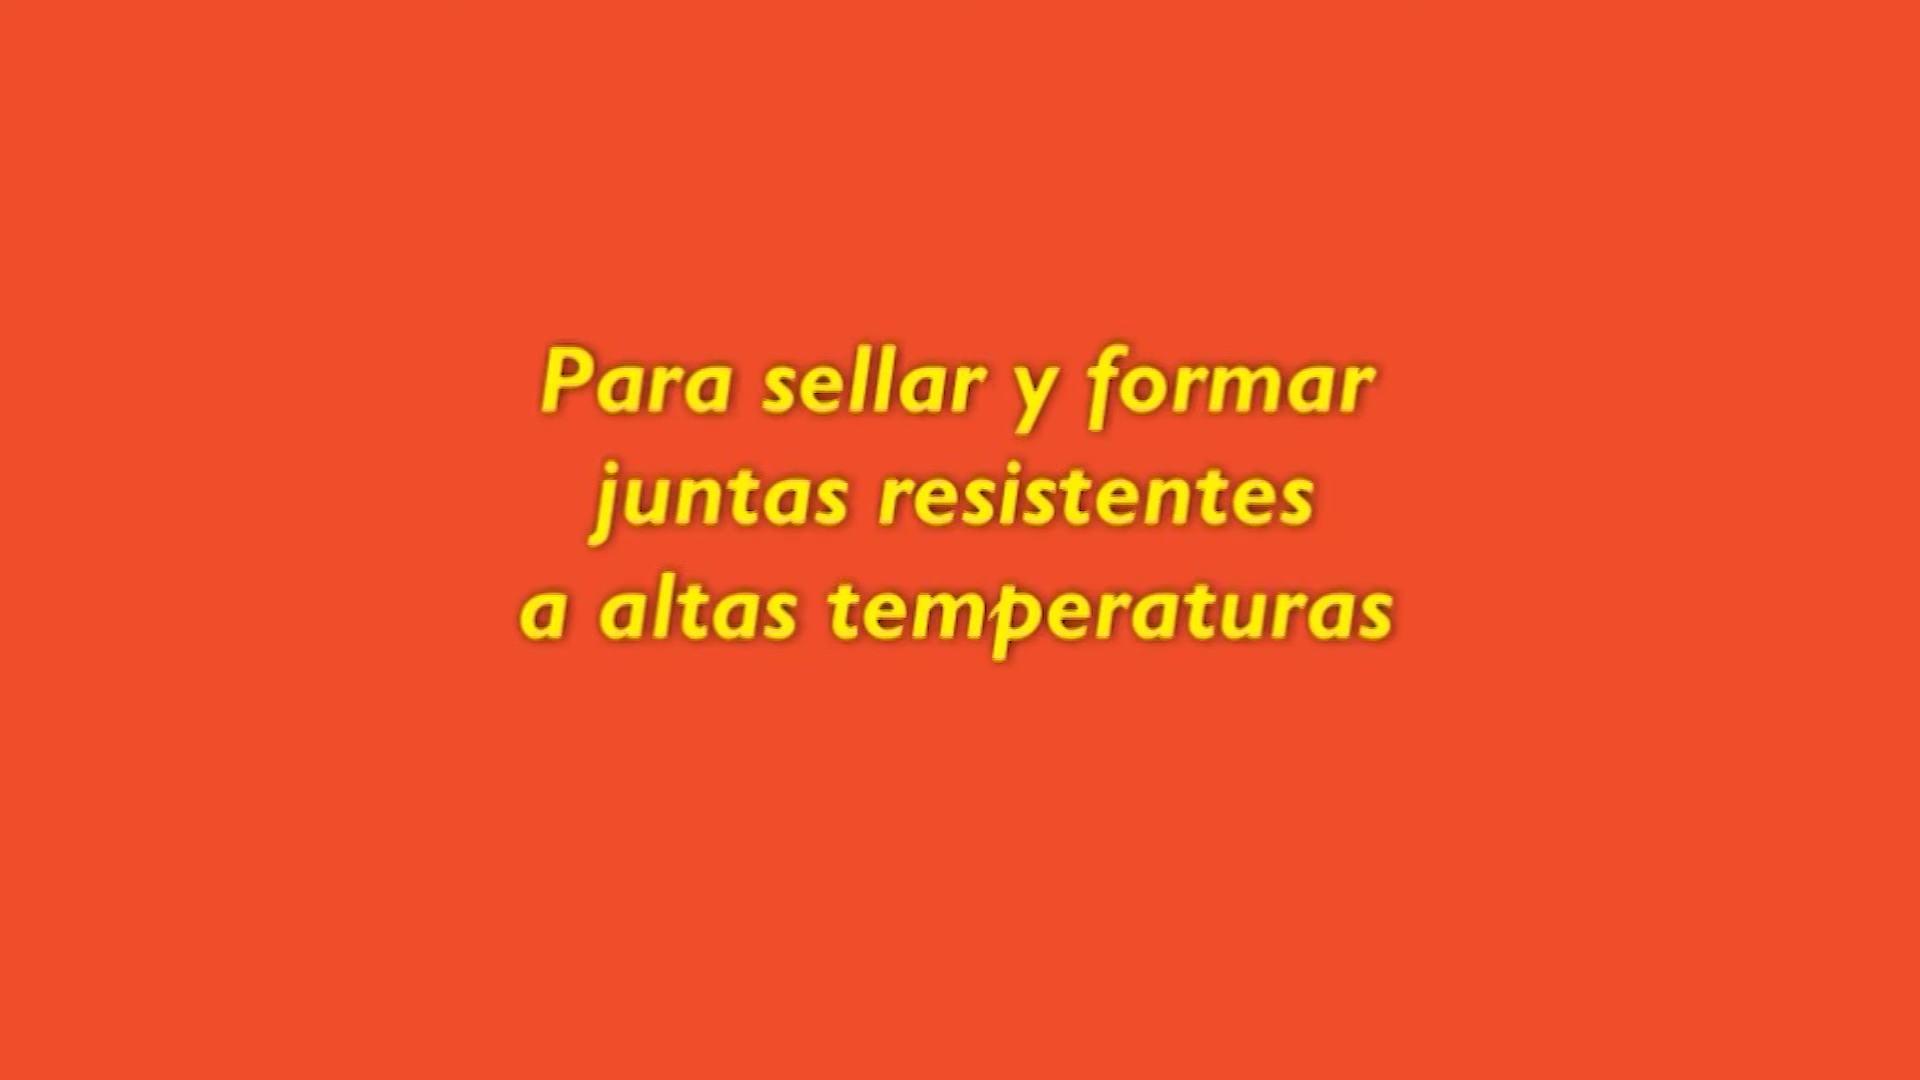 Para sellar y formar
juntas resistentes
a altas temperaturas